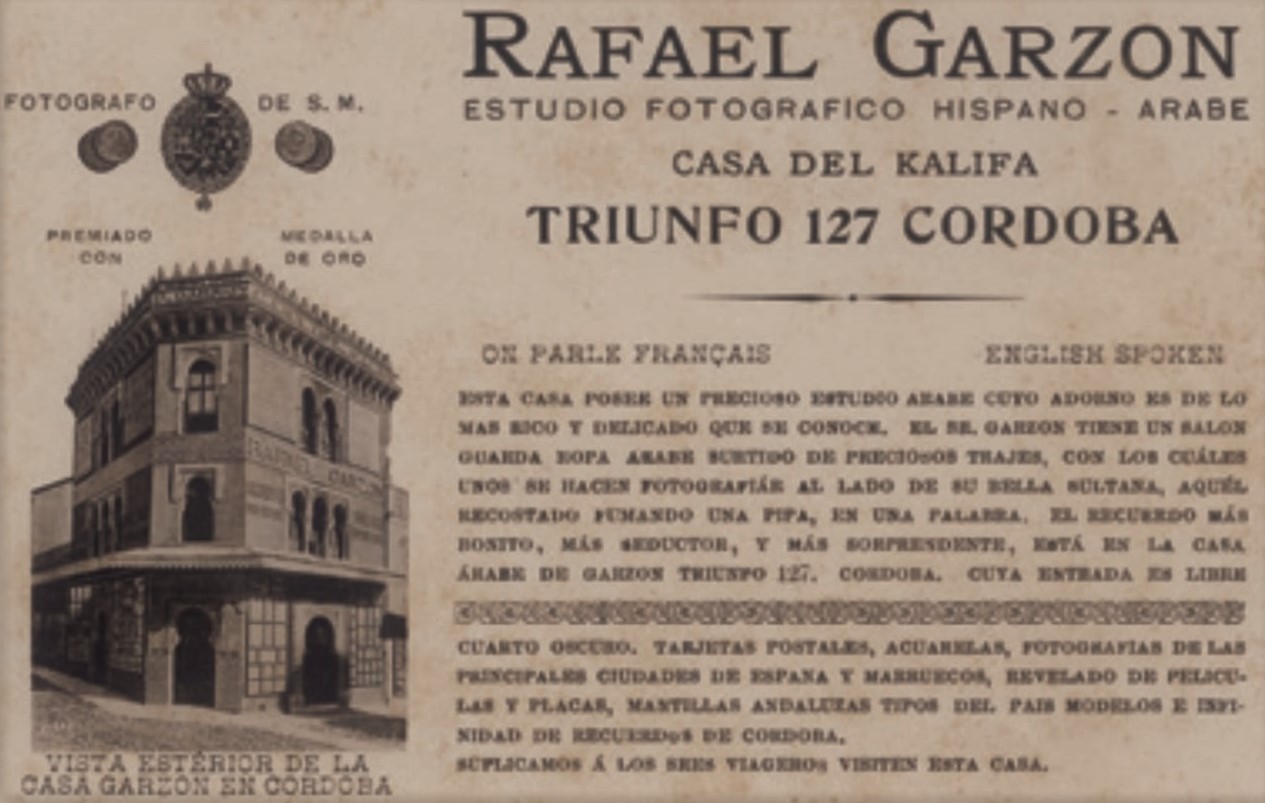 RAFAEL GARZON
ESTUDIO FOTOGRAFICO HISPANO - ARABE
CASA DEL KALIFA
TRIUNFO 127 CORDOBA
FOTOGRAFO DE S. M.
PREMIADO CON
MEDALLA DE ORO
RAFAEL GARZON
VISTA ESTÉRIOR DE LA
CASA GARZÓN EN CORDOBA
ON PARLE FRANÇAIS
ENGLISH SPOKEN
ESTA CASA POSEE UN PRECIOSO ESTUDIO ARABE CUYO ADORNO ES DE LO
MAS RICO Y DELICADO QUE SE CONOCE. EL SR. GARZON TIENE UN SALON
GUARDA ROPA ARABE SURTIDO DE PRECIOSOS TRAJES, CON LOS CUÁLES
UNOS SE HACEN FOTOGRAFIÁR AL LADO DE SU BELLA SULTANA, AQUÉL
RECOSTADO FUMANDO UNA PIPA, EN UNA PALABRA. EL RECUERDO MÁS
BONITO, MÁS SEDUCTOR, Y MÁS SORPRENDENTE, ESTÁ EN LA CASA
ÁRABE DE GARZON TRIUNFO 127. CORDOBA. CUYA ENTRADA ES LIBRE
CUARTO OSCURO. TARJETAS POSTALES, ACUARELAS, FOTOGRAFIAS DE LAS
PRINCIPALES CIUDADES DE ESPANA Y MARRUECOS, REVELADO DE PELICU-
LAS Y PLACAS, MANTILLAS ANDALUZAS TIPOS DEL PAIS MODELOS E INFI-
NIDAD DE RECUERDOS DE CORDOBA.
SUPLICAMOS Á LOS SRES VIAGEROS VISITEN ESTA CASA.